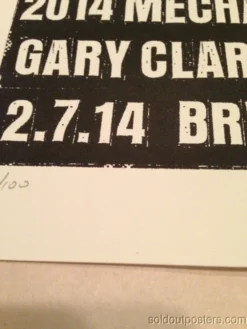 2014 MECH
GARY CLAR
2.7.14 BR
/100
soldoutposters.com